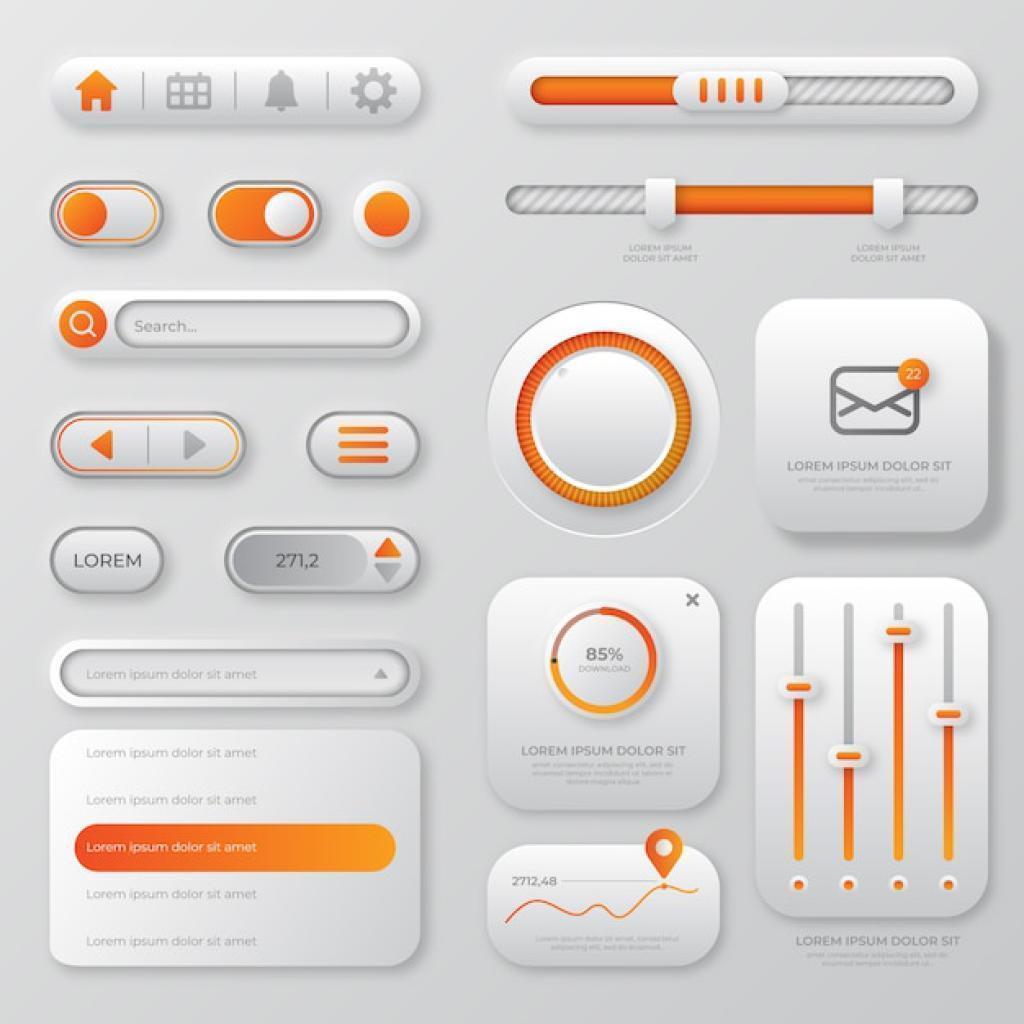 LOREM IPSUM
DOLOR SIT AMET
LOREM IPSUM
DOLOR SIT AMET
Search...
22
LOREM IPSUM DOLOR SIT
amet consectetur adipiscing elit, sed do
eiusmod tempor incididunt ut...
LOREM
271,2
85%
DOWNLOAD
LOREM IPSUM DOLOR SIT
amet consectetur adipiscing elit, sed do
eiusmod tempor incididunt ut labore et dolore
magna aliqua
Lorem ipsum dolor sit amet
Lorem ipsum dolor sit amet
Lorem ipsum dolor sit amet
Lorem ipsum dolor sit amet
Lorem ipsum dolor sit amet
Lorem ipsum dolor sit amet
2712,48
Lorem ipsum dolor sit amet, consectetur
adipiscing elit, sed do eiusmod...
LOREM IPSUM DOLOR SIT
amet consectetur adipiscing elit, sed do
eiusmod tempor incididunt ut...